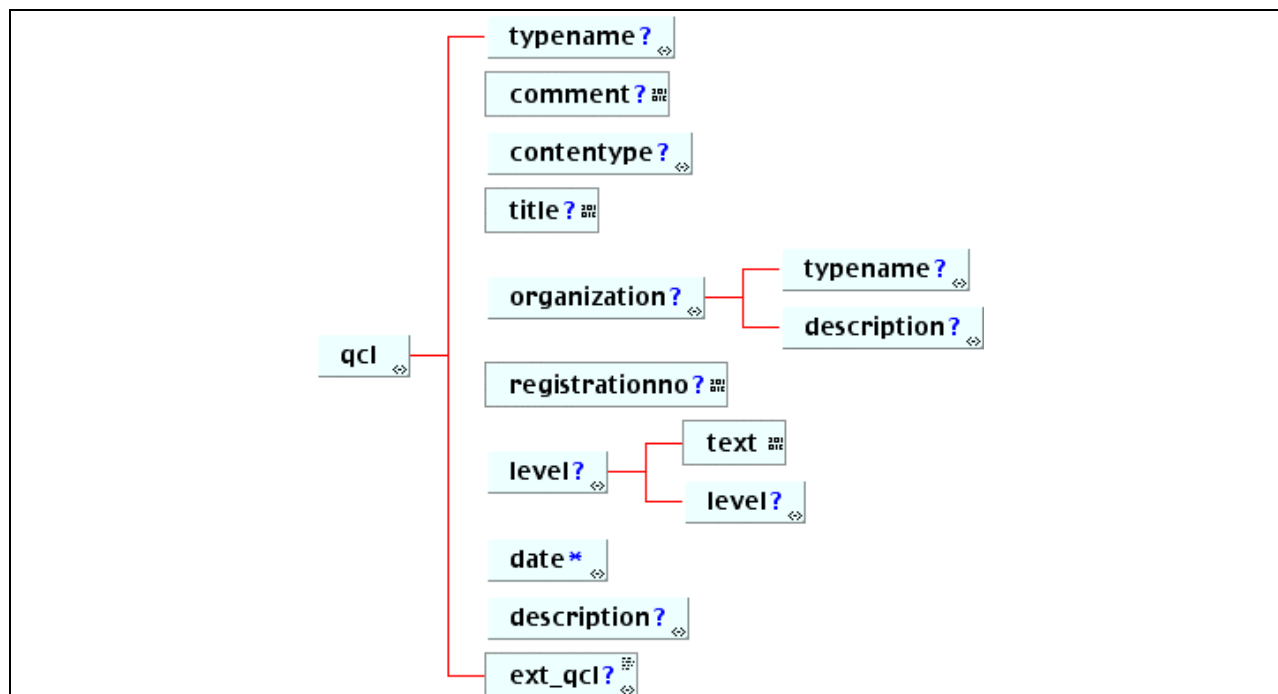 typename?
comment?
contentype?
title?
organization?
typename?
description?
qcl
registrationno?
level?
text
level?
date*
description?
ext_qcl?